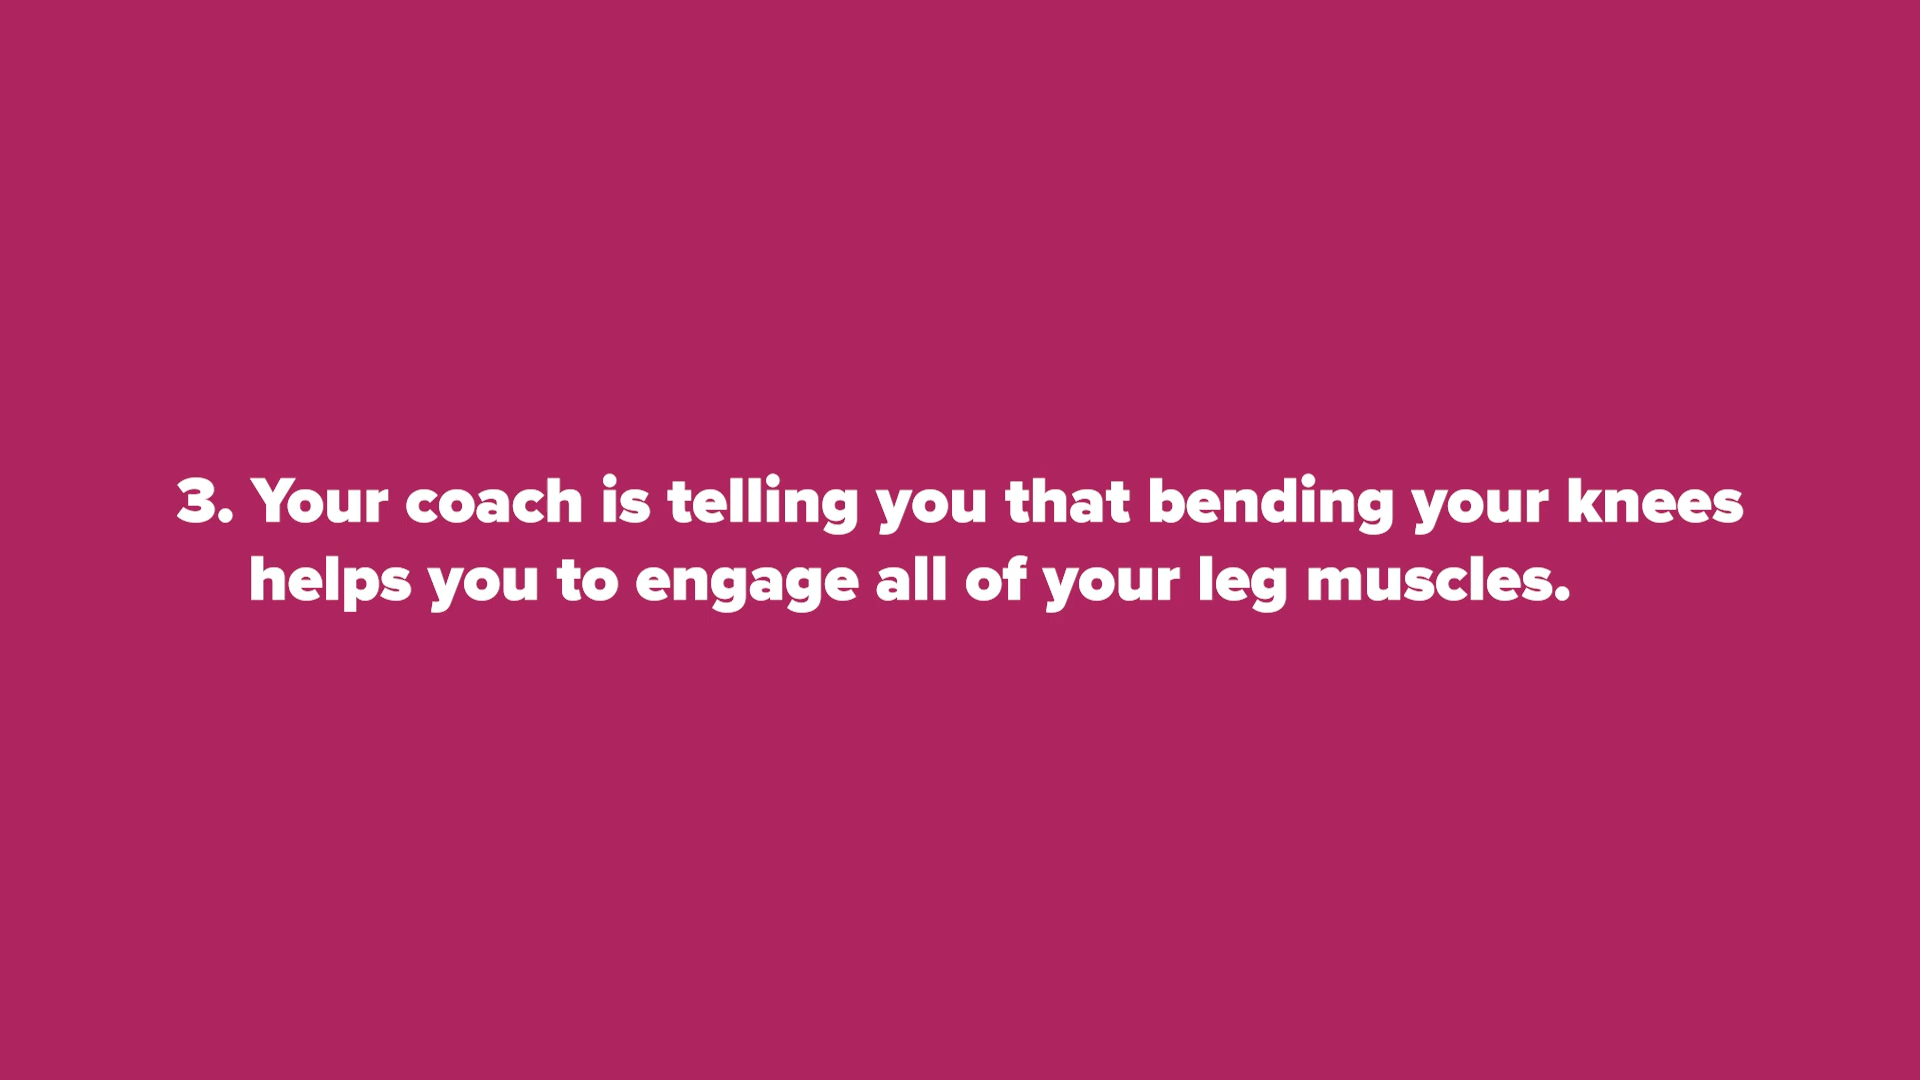 3. Your coach is telling you that bending your knees
helps you to engage all of your leg muscles.